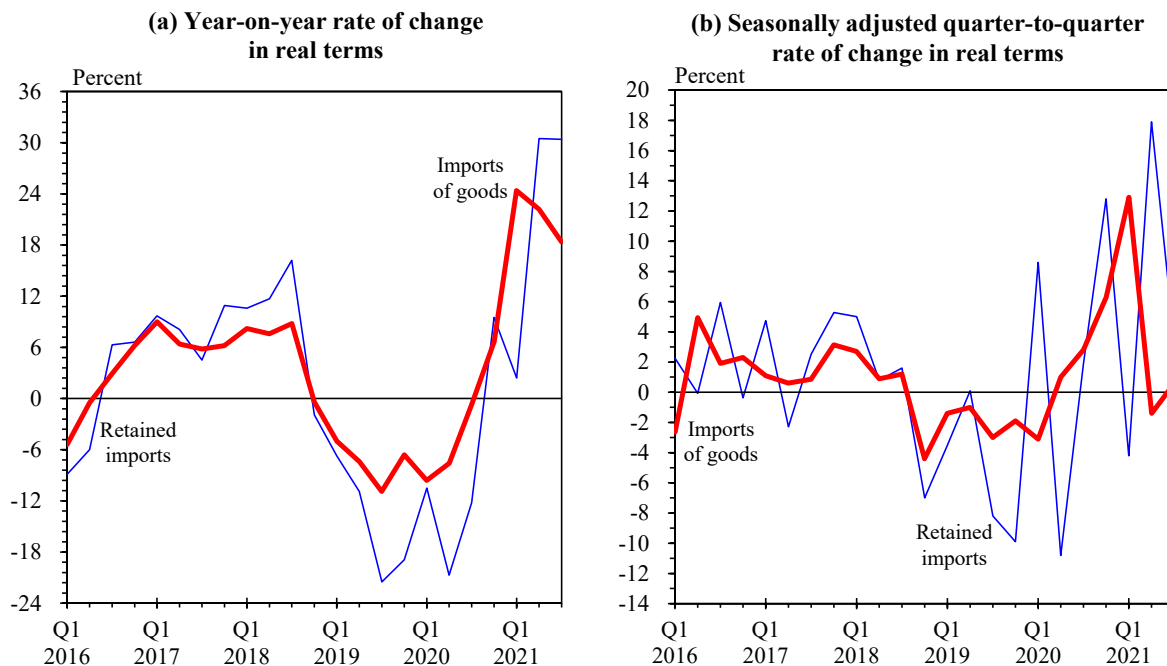 (a) Year-on-year rate of change
in real terms
Percent
36
30
24
18
12
6
0
-6
-12
-18
-24
Imports
of goods
Retained
imports
Q1 Q1 Q1 Q1 Q1 Q1
2016 2017 2018 2019 2020 2021
(b) Seasonally adjusted quarter-to-quarter
rate of change in real terms
Percent
20
18
16
14
12
10
8
6
4
2
0
-2
-4
-6
-8
-10
-12
-14
Imports
of goods
Retained
imports
Q1 Q1 Q1 Q1 Q1 Q1
2016 2017 2018 2019 2020 2021